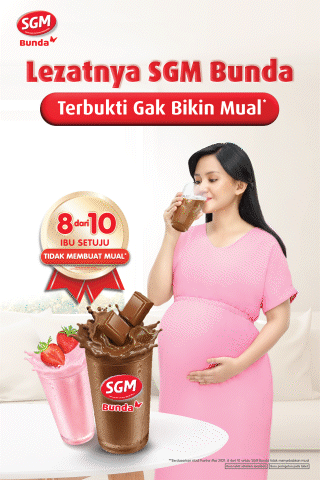 SGM
Bunda
Lezatnya SGM Bunda
Terbukti Gak Bikin Mual*
8 dari 10
IBU SETUJU
TIDAK MEMBUAT MUAL*
SGM
Bunda